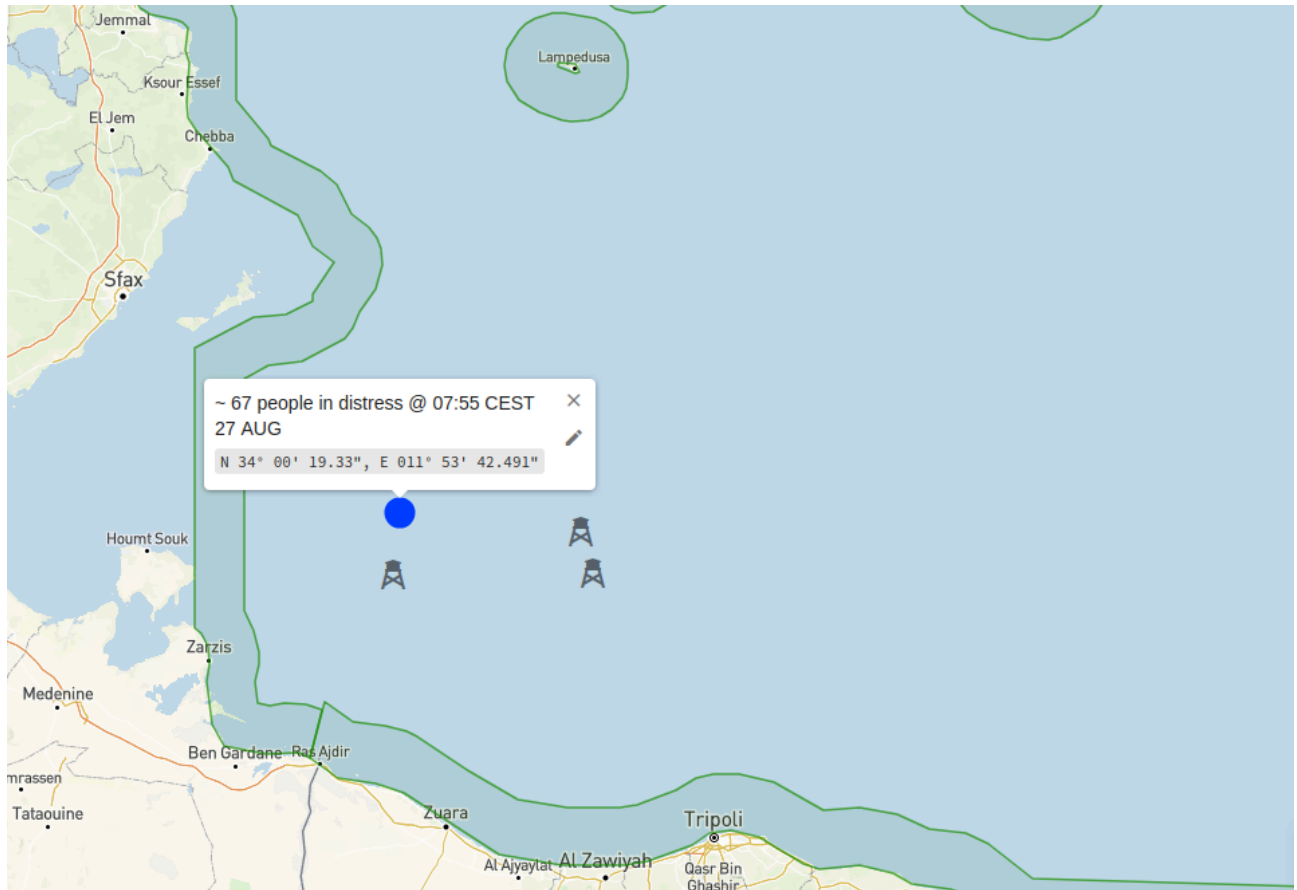 Jemmal
Lampedusa
Ksour Essef
El Jem
Chebba
Sfax
~ 67 people in distress @ 07:55 CEST
27 AUG
N 34° 00' 19.33", E 011° 53' 42.491"
Houmt Souk
Zarzis
Medenine
Ben Gardane
Ras Ajdir
mrassen
Tataouine
Zuara
Tripoli
Al Ajyaylat
Al Zawiyah
Qasr Bin
Ghashir